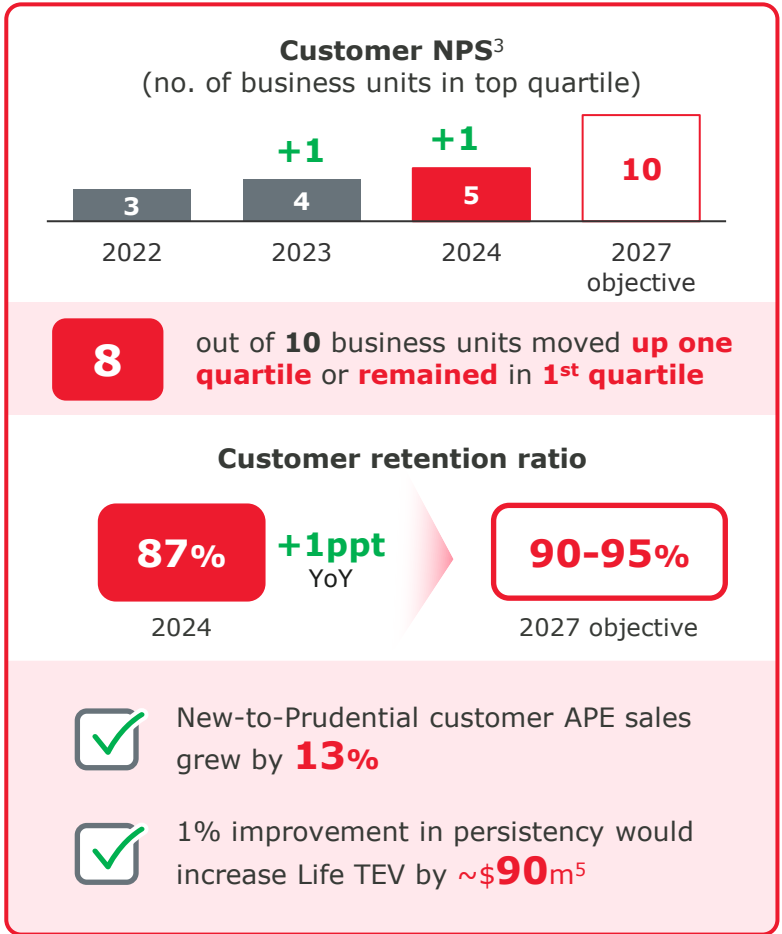 Customer NPS³
(no. of business units in top quartile)
+1
+1
3
4
5
10
2022
2023
2024
2027
objective
8
out of 10 business units moved up one
quartile or remained in 1st quartile
Customer retention ratio
87%
+1ppt
YoY
90-95%
2024
2027 objective
New-to-Prudential customer APE sales
grew by 13%
1% improvement in persistency would
increase Life TEV by ~$90m⁵